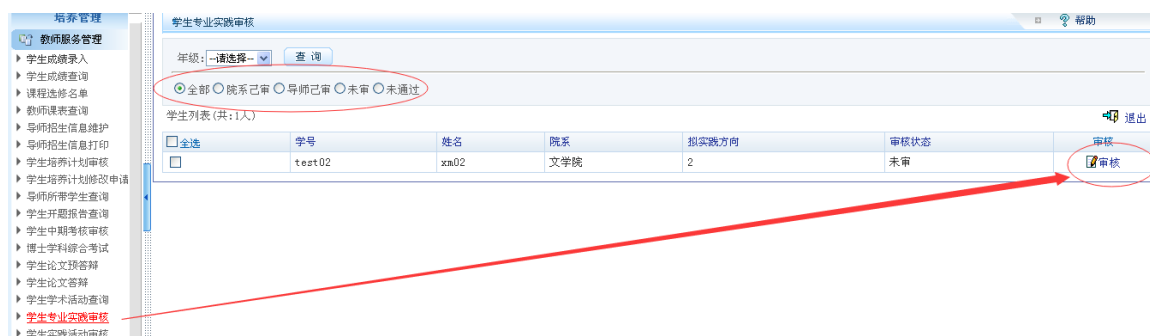 培养管理
教师服务管理
学生成绩录入
学生成绩查询
课程选修名单
教师课表查询
导师招生信息维护
导师招生信息打印
学生培养计划审核
学生培养计划修改申请
导师所带学生查询
学生开题报告查询
学生中期考核审核
博士学科综合考试
学生论文预答辩
学生论文答辩
学生学术活动查询
学生专业实践审核
学生实践活动审核
学生专业实践审核
帮助
年级: --请选择-- 查 询
全部 院系已审 导师已审 未审 未通过
学生列表(共:1人) 退出
全选 学号 姓名 院系 拟实践方向 审核状态 审核
test02 xm02 文学院 2 未审 审核